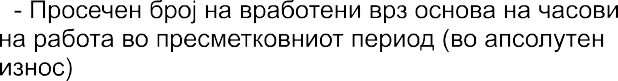 - Просечен број на вработени врз основа на часови
на работа во пресметковниот период (во апсолутен
износ)